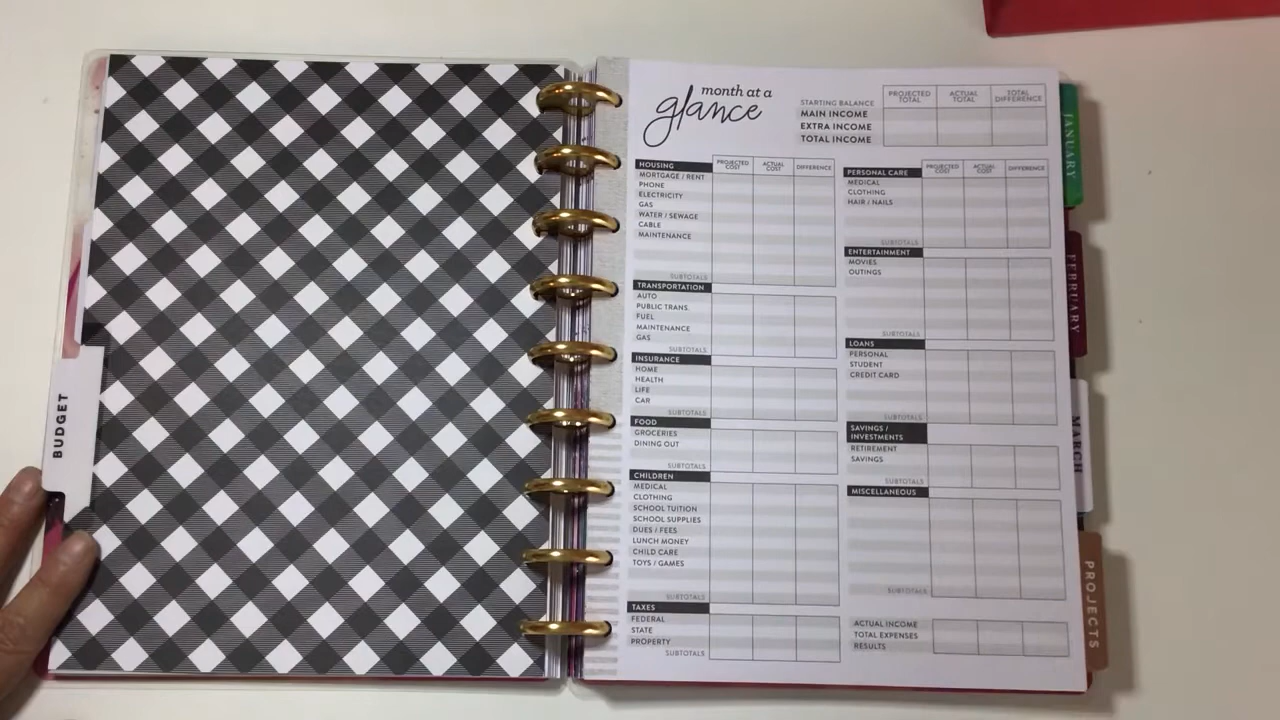 BUDGET
month at a
glance
PROJECTED TOTAL ACTUAL TOTAL TOTAL DIFFERENCE
STARTING BALANCE
MAIN INCOME
EXTRA INCOME
TOTAL INCOME
HOUSING PROJECTED COST ACTUAL COST DIFFERENCE
MORTGAGE / RENT
PHONE
ELECTRICITY
GAS
WATER / SEWAGE
CABLE
MAINTENANCE
SUBTOTALS
TRANSPORTATION
AUTO
PUBLIC TRANS.
FUEL
MAINTENANCE
GAS
SUBTOTALS
INSURANCE
HOME
HEALTH
LIFE
CAR
SUBTOTALS
FOOD
GROCERIES
DINING OUT
SUBTOTALS
CHILDREN
MEDICAL
CLOTHING
SCHOOL TUITION
SCHOOL SUPPLIES
DUES / FEES
LUNCH MONEY
CHILD CARE
TOYS / GAMES
SUBTOTALS
TAXES
FEDERAL
STATE
PROPERTY
SUBTOTALS
PERSONAL CARE PROJECTED COST ACTUAL COST DIFFERENCE
MEDICAL
CLOTHING
HAIR / NAILS
SUBTOTALS
ENTERTAINMENT
MOVIES
OUTINGS
SUBTOTALS
LOANS
PERSONAL
STUDENT
CREDIT CARD
SUBTOTALS
SAVINGS /
INVESTMENTS
RETIREMENT
SAVINGS
SUBTOTALS
MISCELLANEOUS
SUBTOTALS
ACTUAL INCOME
TOTAL EXPENSES
RESULTS
JANUARY
FEBRUARY
MARCH
PROJECTS